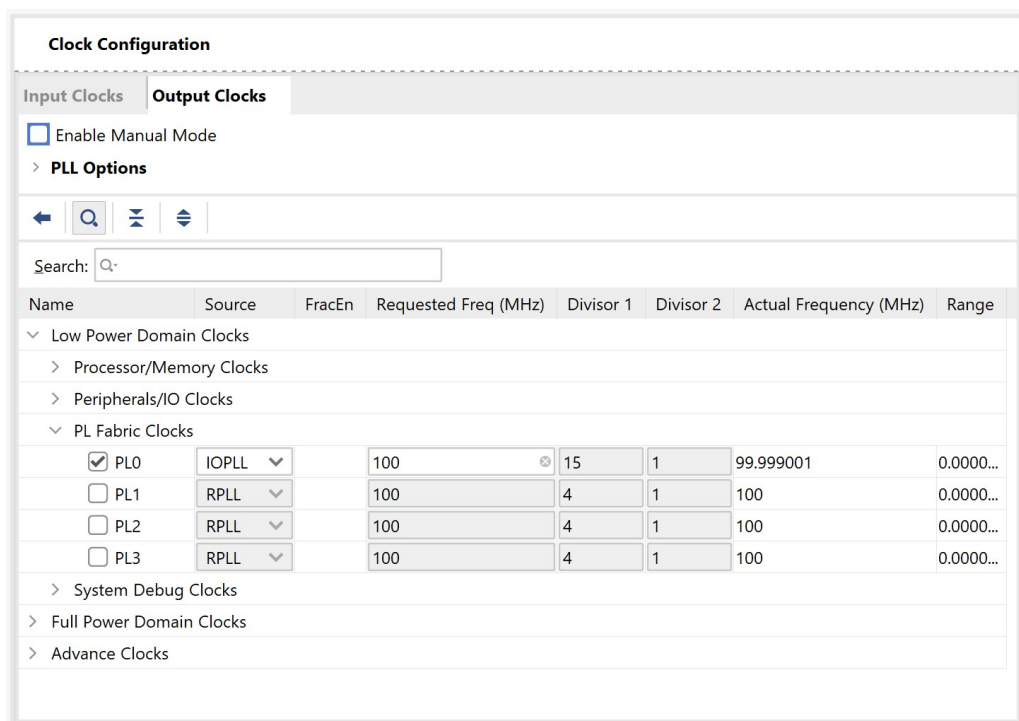 Clock Configuration
Input Clocks Output Clocks
Enable Manual Mode
PLL Options
Search:
Name Source FracEn Requested Freq (MHz) Divisor 1 Divisor 2 Actual Frequency (MHz) Range
Low Power Domain Clocks
Processor/Memory Clocks
Peripherals/IO Clocks
PL Fabric Clocks
PL0 IOPLL 100 15 1 99.999001 0.0000...
PL1 RPLL 100 4 1 100 0.0000...
PL2 RPLL 100 4 1 100 0.0000...
PL3 RPLL 100 4 1 100 0.0000...
System Debug Clocks
Full Power Domain Clocks
Advance Clocks